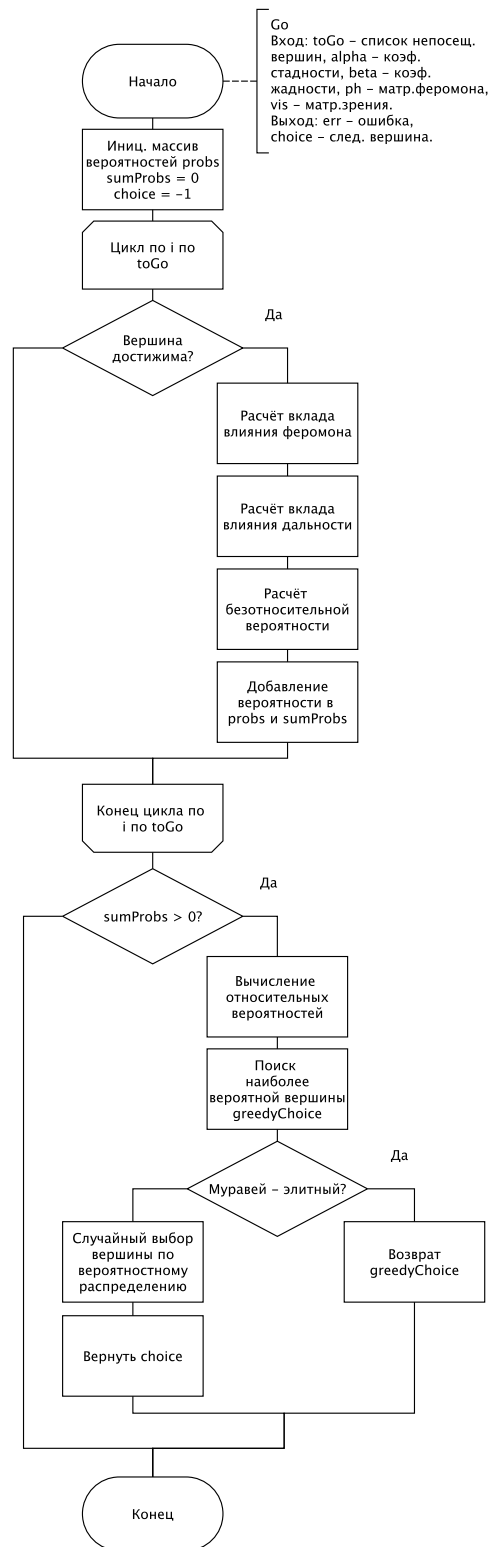 Go
Вход: toGo – список непосещ.
вершин, alpha – коэф.
стадности, beta – коэф.
жадности, ph – матр.феромона,
vis – матр.зрения.
Выход: err – ошибка,
choice – след. вершина.
Начало
Иниц. массив
вероятностей probs
sumProbs = 0
choice = -1
Цикл по i по
toGo
Да
Вершина
достижима?
Расчёт вклада
влияния феромона
Расчёт вклада
влияния дальности
Расчёт
безотносительной
вероятности
Добавление
вероятности в
probs и sumProbs
Конец цикла по
i по toGo
Да
sumProbs > 0?
Вычисление
относительных
вероятностей
Поиск
наиболее
вероятной вершины
greedyChoice
Да
Муравей – элитный?
Случайный выбор
вершины по
вероятностному
распределению
Возврат
greedyChoice
Вернуть choice
Конец